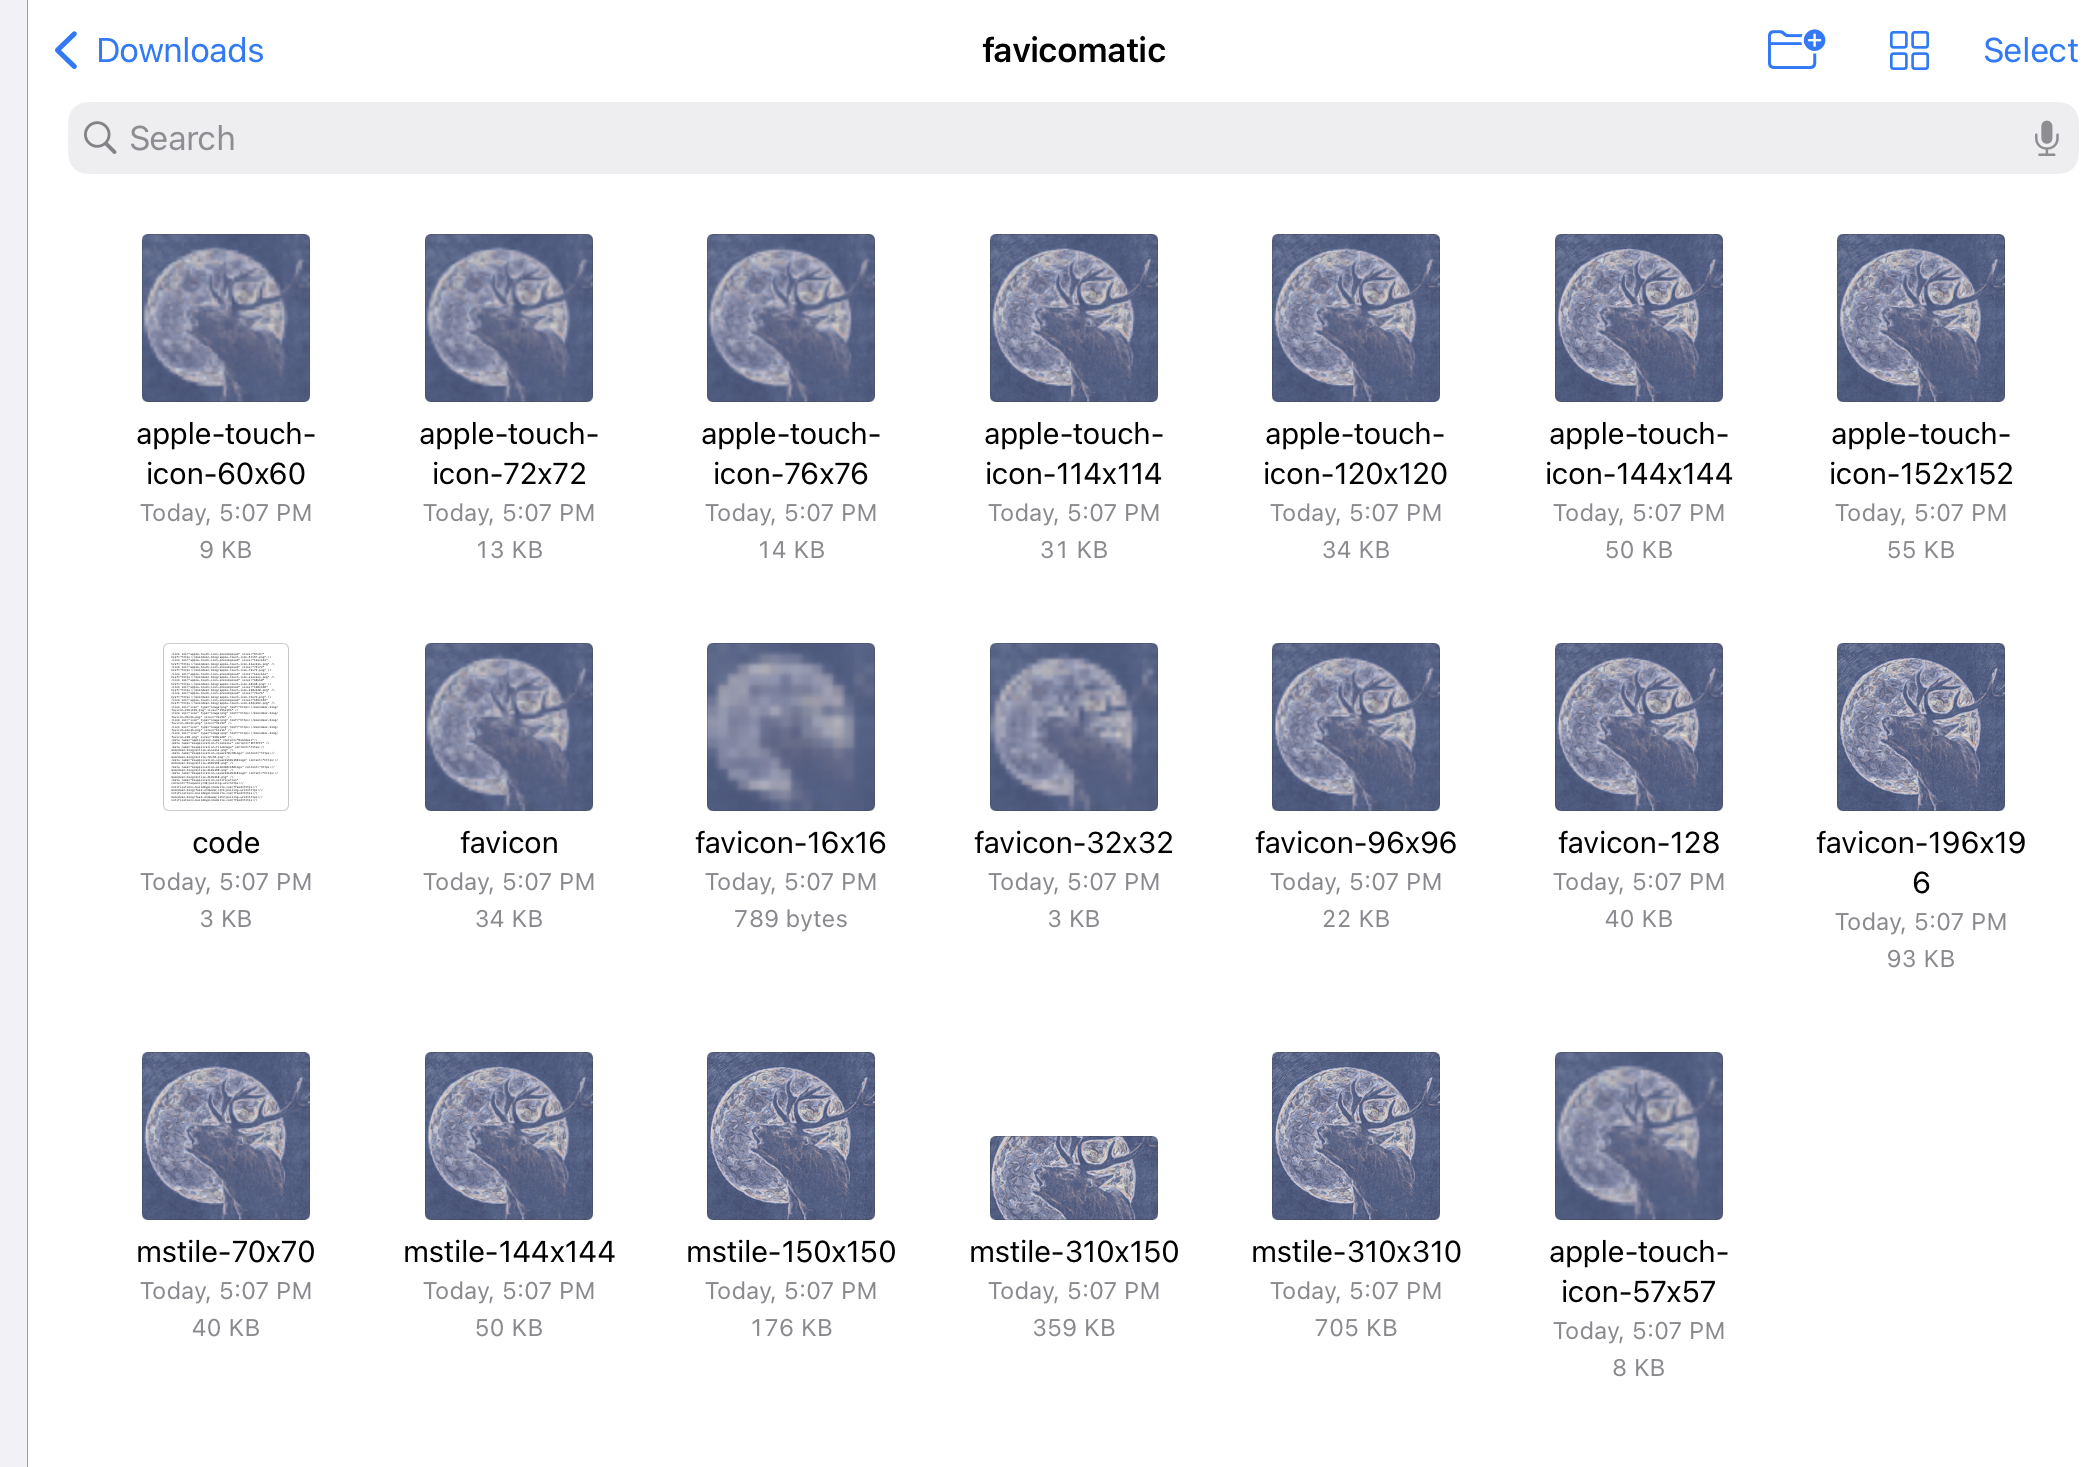 Downloads
favicomatic
Select
Search
apple-touch-
icon-60x60
Today, 5:07 PM
9 KB
apple-touch-
icon-72x72
Today, 5:07 PM
13 KB
apple-touch-
icon-76x76
Today, 5:07 PM
14 KB
apple-touch-
icon-114x114
Today, 5:07 PM
31 KB
apple-touch-
icon-120x120
Today, 5:07 PM
34 KB
apple-touch-
icon-144x144
Today, 5:07 PM
50 KB
apple-touch-
icon-152x152
Today, 5:07 PM
55 KB
code
Today, 5:07 PM
3 KB
favicon
Today, 5:07 PM
34 KB
favicon-16x16
Today, 5:07 PM
789 bytes
favicon-32x32
Today, 5:07 PM
3 KB
favicon-96x96
Today, 5:07 PM
22 KB
favicon-128
Today, 5:07 PM
40 KB
favicon-196x19
6
Today, 5:07 PM
93 KB
mstile-70x70
Today, 5:07 PM
40 KB
mstile-144x144
Today, 5:07 PM
50 KB
mstile-150x150
Today, 5:07 PM
176 KB
mstile-310x150
Today, 5:07 PM
359 KB
mstile-310x310
Today, 5:07 PM
705 KB
apple-touch-
icon-57x57
Today, 5:07 PM
8 KB